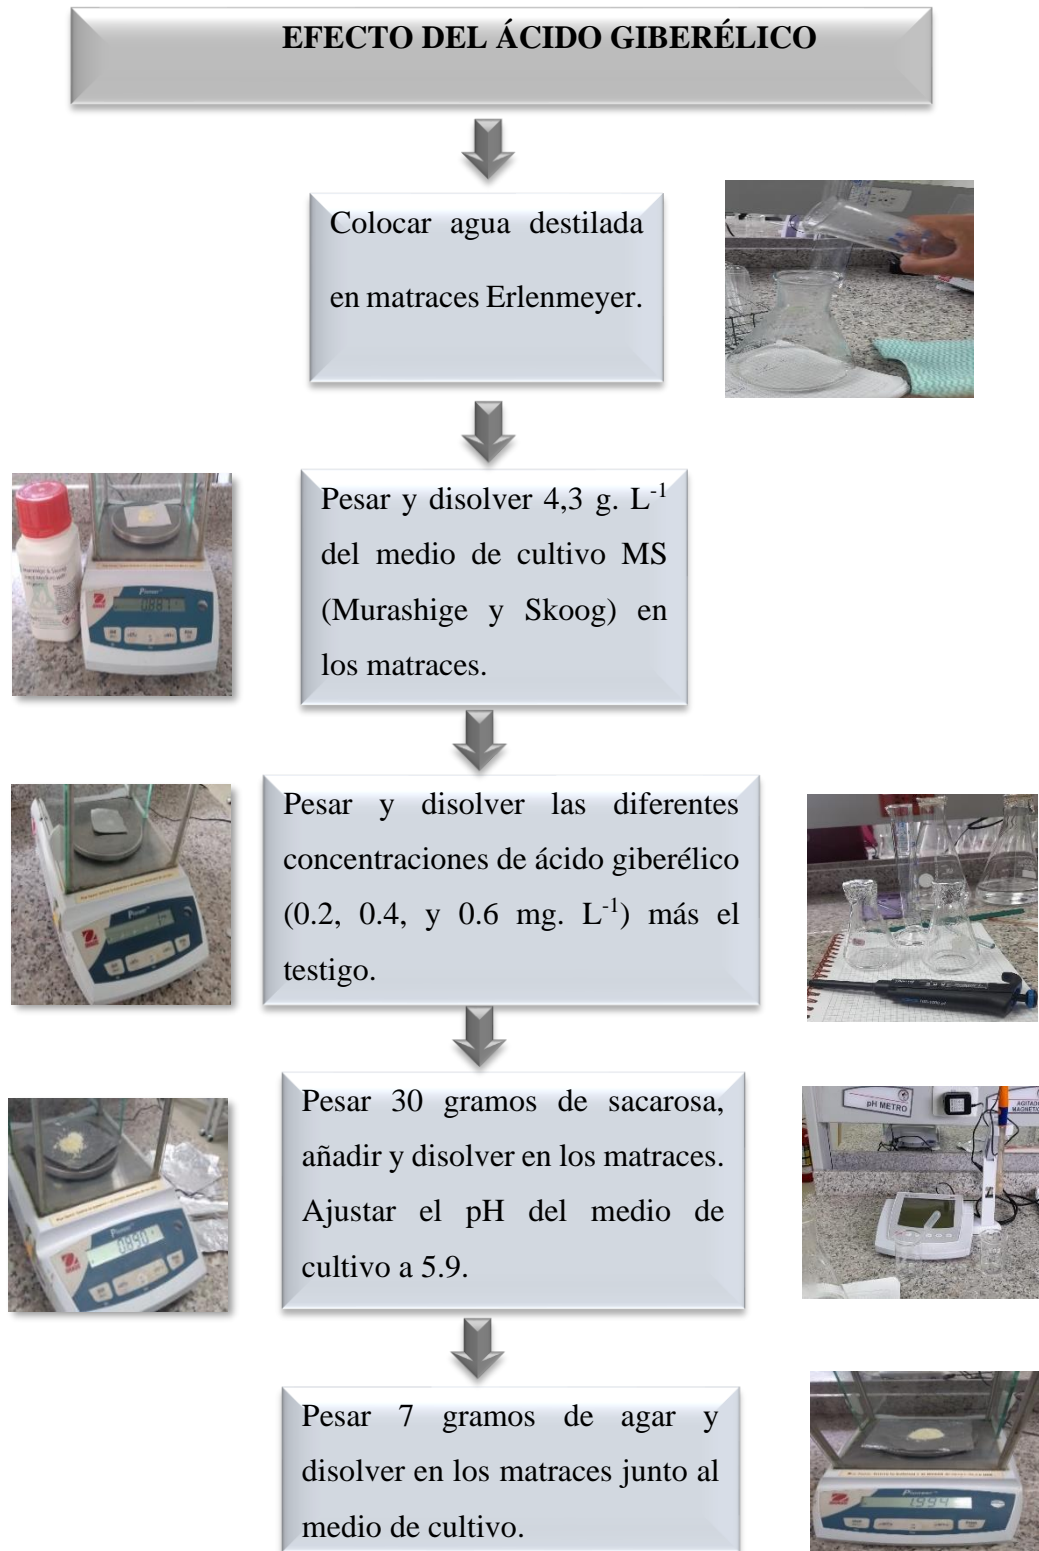 EFECTO DEL ÁCIDO GIBERÉLICO
Colocar agua destilada
en matraces Erlenmeyer.
Pesar y disolver 4,3 g. L⁻¹
del medio de cultivo MS
(Murashige y Skoog) en
los matraces.
Pesar y disolver las diferentes
concentraciones de ácido giberélico
(0.2, 0.4, y 0.6 mg. L⁻¹) más el
testigo.
Pesar 30 gramos de sacarosa,
añadir y disolver en los matraces.
Ajustar el pH del medio de
cultivo a 5.9.
pH METRO
Pesar 7 gramos de agar y
disolver en los matraces junto al
medio de cultivo.